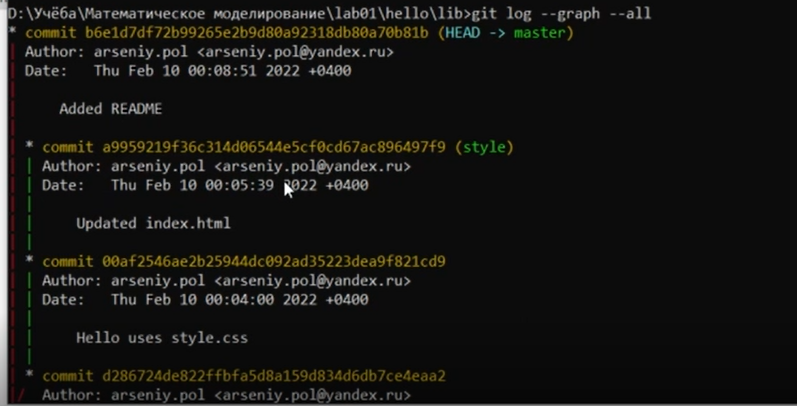 D:\Учёба\Математическое моделирование\lab01\hello\lib>git log --graph --all
* commit b6e1d7df72b99265e2b9d80a92318db80a70b81b (HEAD -> master)
| Author: arseniy.pol <arseniy.pol@yandex.ru>
| Date:   Thu Feb 10 00:08:51 2022 +0400
|
|     Added README
|
| * commit a9959219f36c314d06544e5cf0cd67ac896497f9 (style)
| | Author: arseniy.pol <arseniy.pol@yandex.ru>
| | Date:   Thu Feb 10 00:05:39 2022 +0400
| |
| |     Updated index.html
| |
| * commit 00af2546ae2b25944dc092ad35223dea9f821cd9
| | Author: arseniy.pol <arseniy.pol@yandex.ru>
| | Date:   Thu Feb 10 00:04:00 2022 +0400
| |
| |     Hello uses style.css
| |
| * commit d286724de822ffbfa5d8a159d834d6db7ce4eaa2
|/  Author: arseniy.pol <arseniy.pol@yandex.ru>